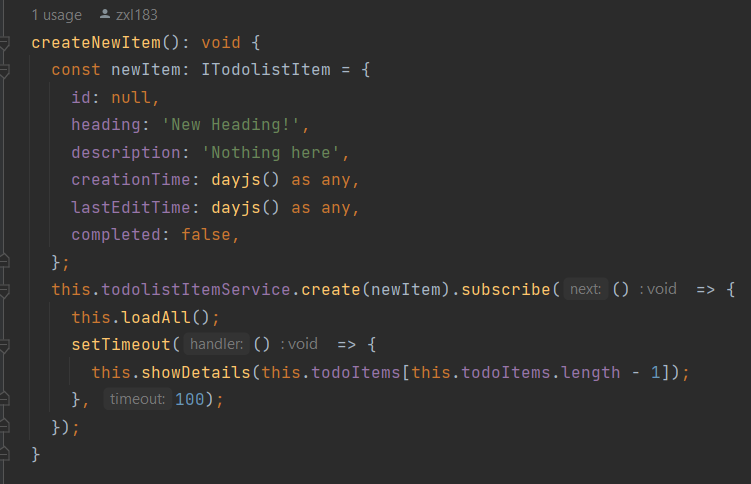 1 usage zxl183
createNewItem(): void {
const newItem: ITodolistItem = {
id: null,
heading: 'New Heading!',
description: 'Nothing here',
creationTime: dayjs() as any,
lastEditTime: dayjs() as any,
completed: false,
};
this.todolistItemService.create(newItem).subscribe( next: () : void => {
this.loadAll();
setTimeout( handler: () : void => {
this.showDetails(this.todoItems[this.todoItems.length - 1]);
}, timeout: 100);
});
}